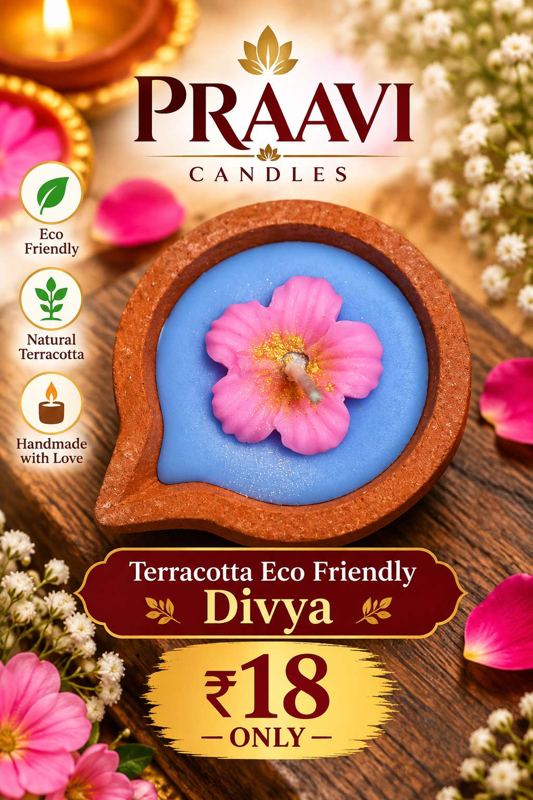 PRAAVI
CANDLES
Eco
Friendly
Natural
Terracotta
Handmade
with Love
Terracotta Eco Friendly
Divya
₹18
ONLY